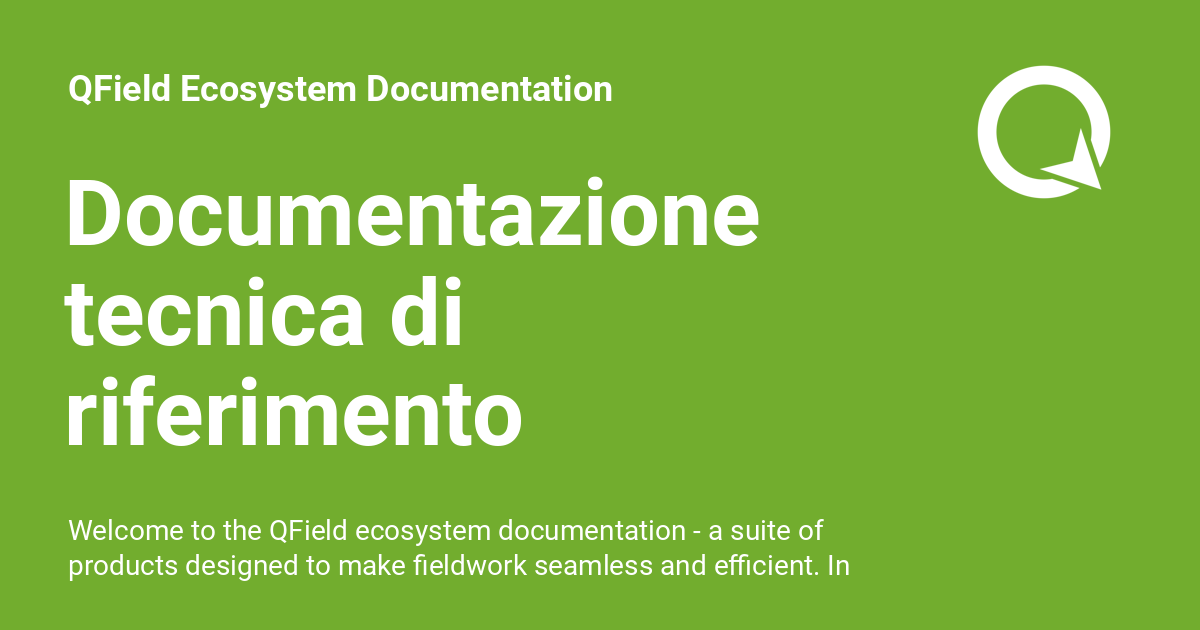 QField Ecosystem Documentation
Documentazione
tecnica di
riferimento
Welcome to the QField ecosystem documentation - a suite of
products designed to make fieldwork seamless and efficient. In